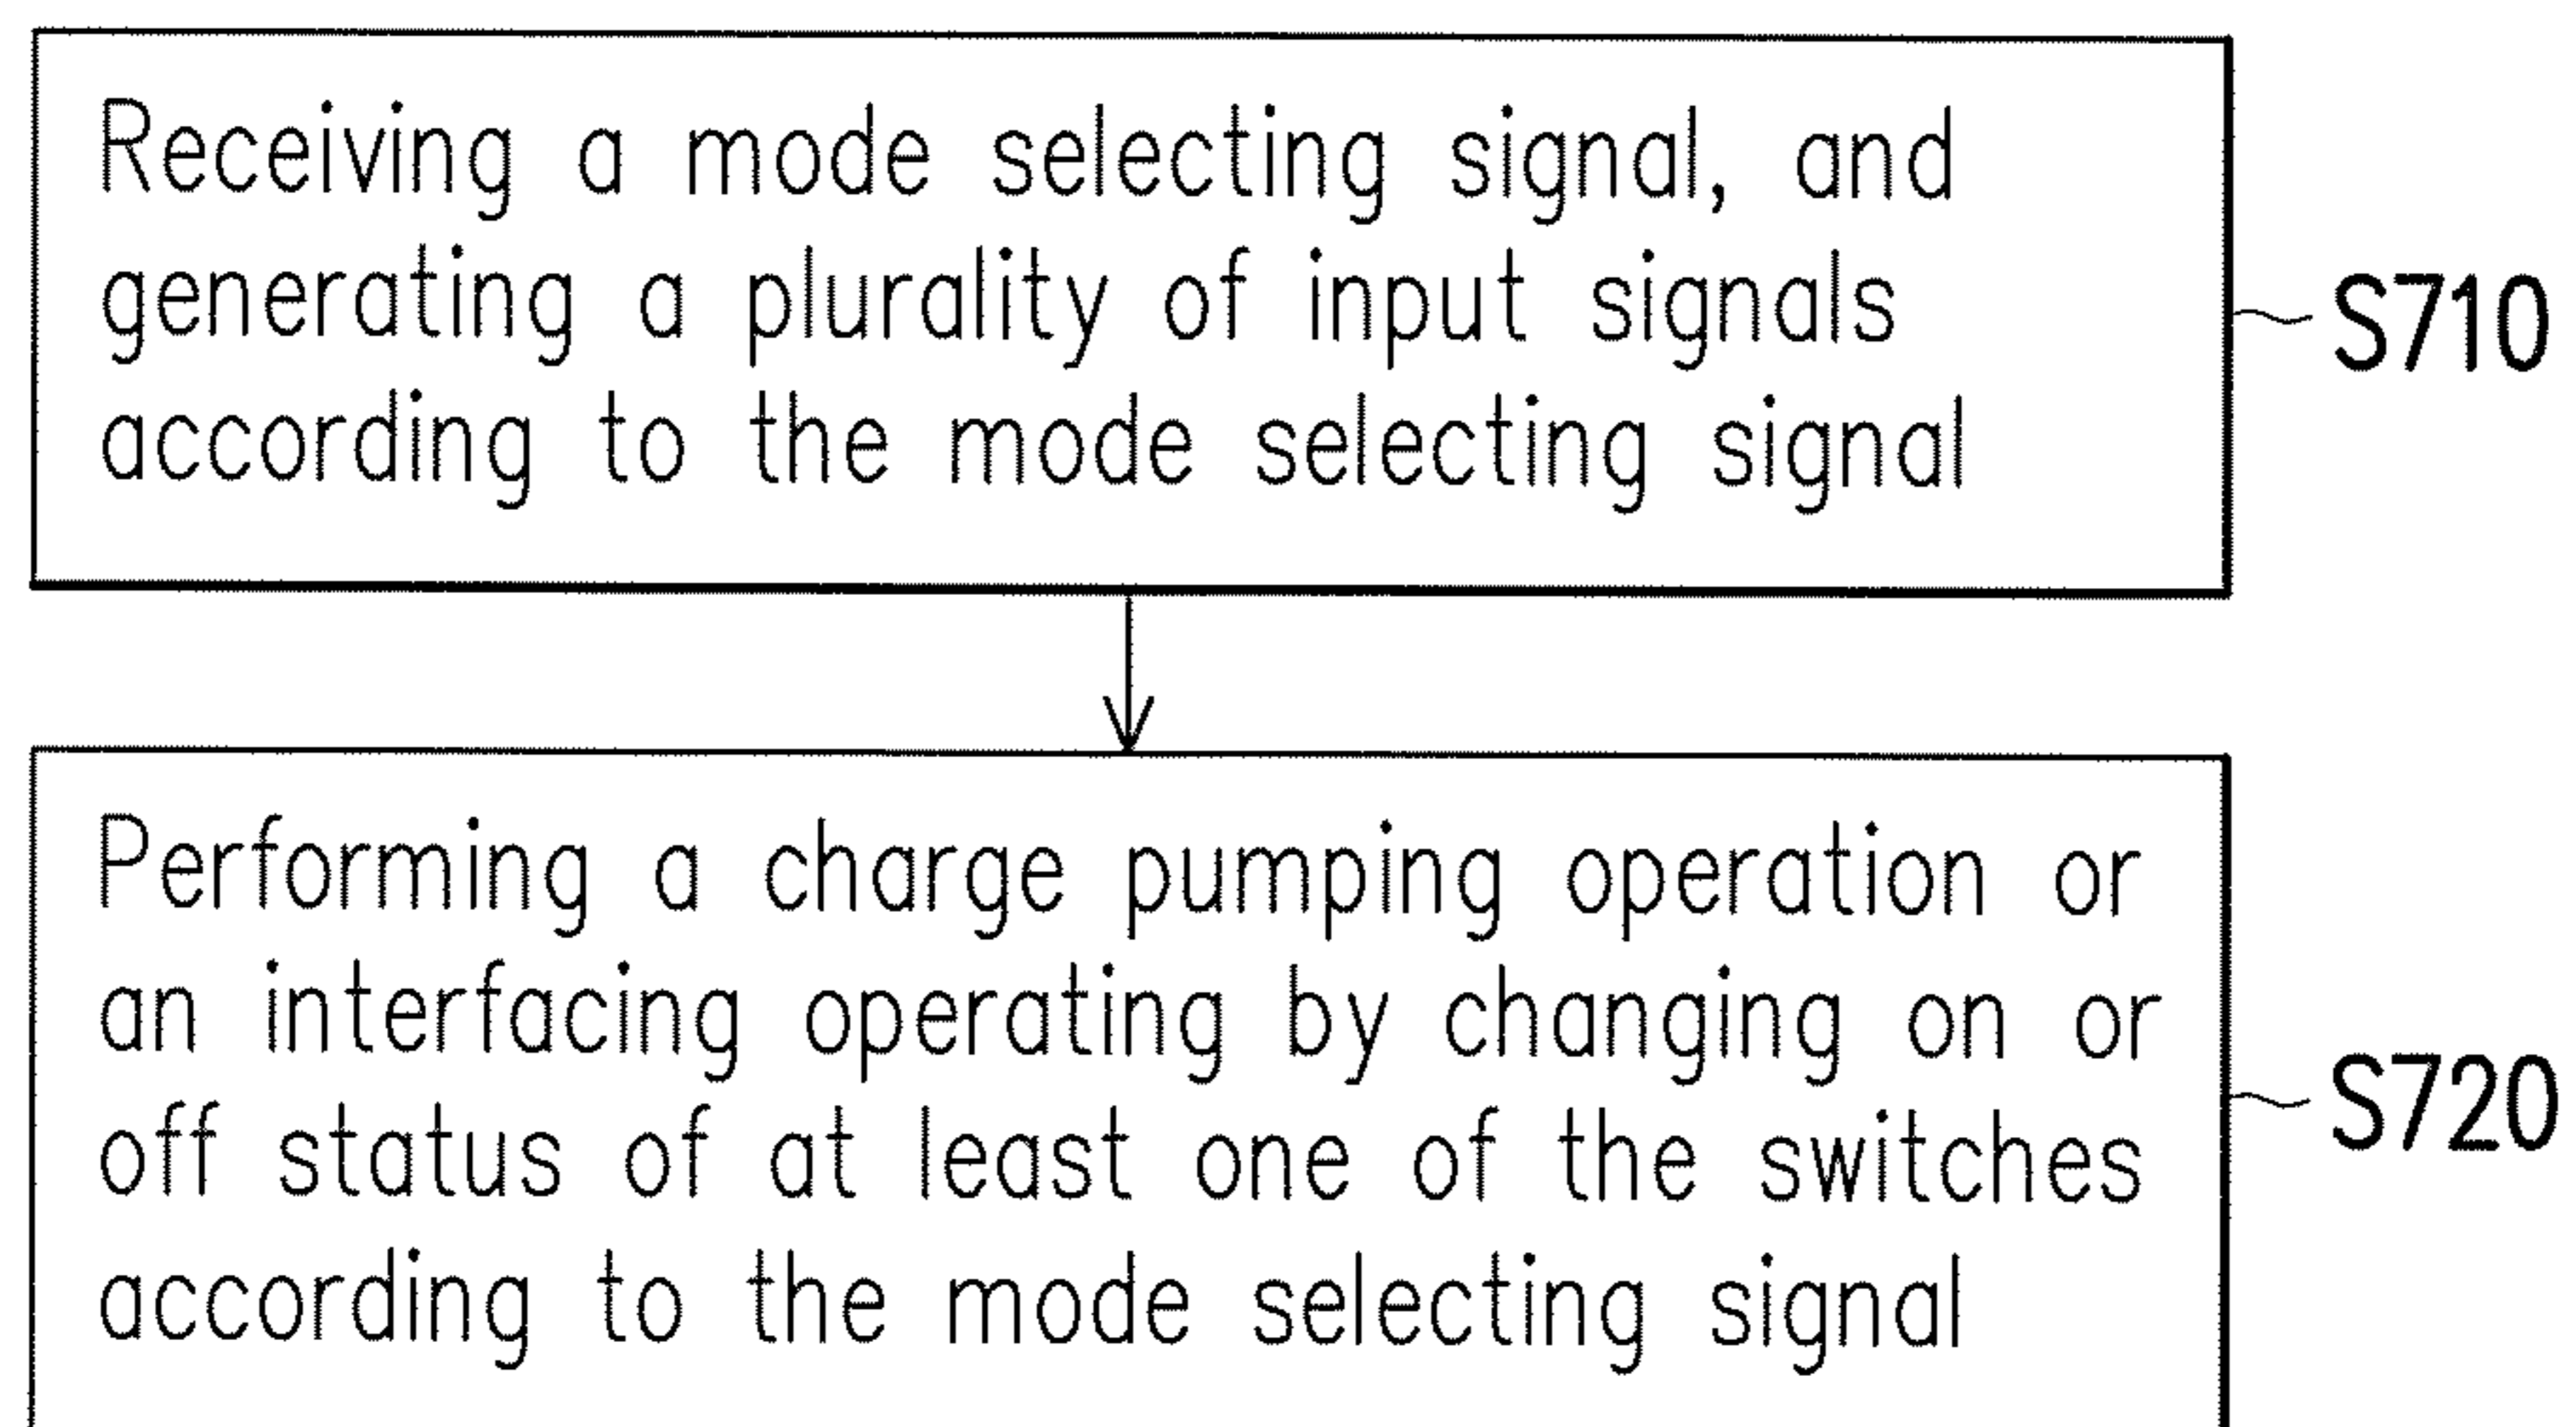 Receiving a mode selecting signal, and
generating a plurality of input signals
according to the mode selecting signal
S710
Performing a charge pumping operation or
an interfacing operating by changing on or
off status of at least one of the switches
according to the mode selecting signal
S720